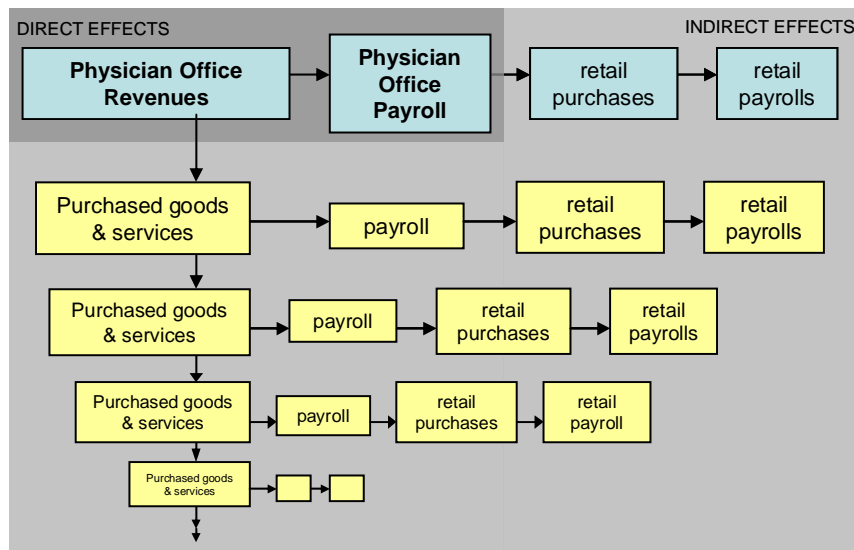 DIRECT EFFECTS
INDIRECT EFFECTS
Physician Office
Revenues
Physician
Office
Payroll
retail
purchases
retail
payrolls
Purchased goods
& services
payroll
retail
purchases
retail
payrolls
Purchased goods
& services
payroll
retail
purchases
retail
payrolls
Purchased goods
& services
payroll
retail
purchases
retail
payroll
Purchased goods
& services